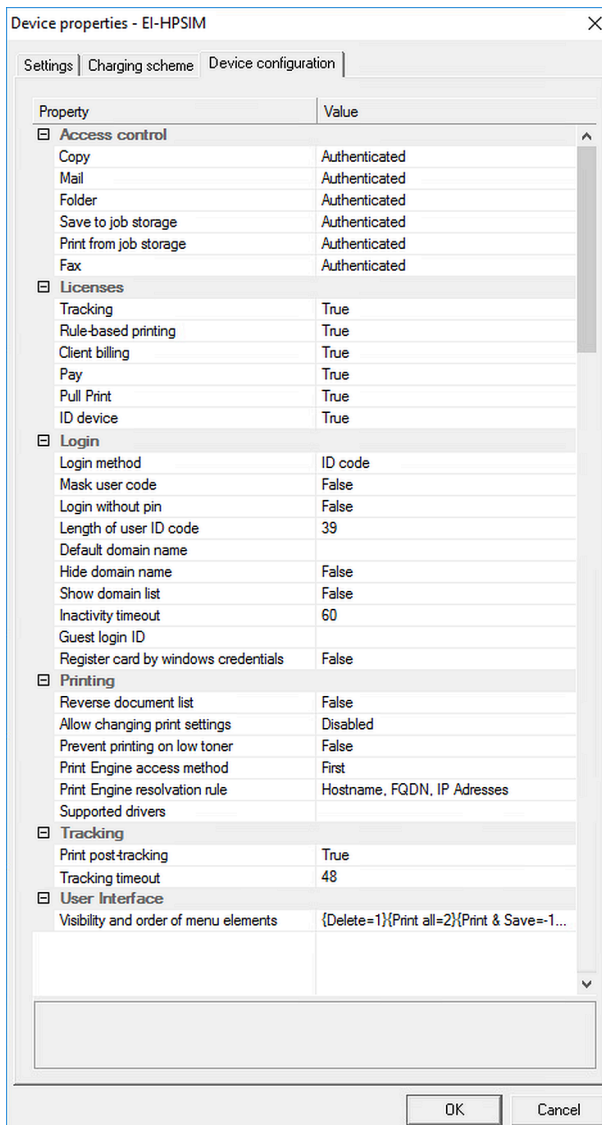 Device properties - EI-HPSIM
Settings Charging scheme Device configuration
Property Value
Access control
Copy Authenticated
Mail Authenticated
Folder Authenticated
Save to job storage Authenticated
Print from job storage Authenticated
Fax Authenticated
Licenses
Tracking True
Rule-based printing True
Client billing True
Pay True
Pull Print True
ID device True
Login
Login method ID code
Mask user code False
Login without pin False
Length of user ID code 39
Default domain name
Hide domain name False
Show domain list False
Inactivity timeout 60
Guest login ID
Register card by windows credentials False
Printing
Reverse document list False
Allow changing print settings Disabled
Prevent printing on low toner False
Print Engine access method First
Print Engine resolvation rule Hostname, FQDN, IP Adresses
Supported drivers
Tracking
Print post-tracking True
Tracking timeout 48
User Interface
Visibility and order of menu elements {Delete=1}{Print all=2}{Print & Save=-1...
OK Cancel